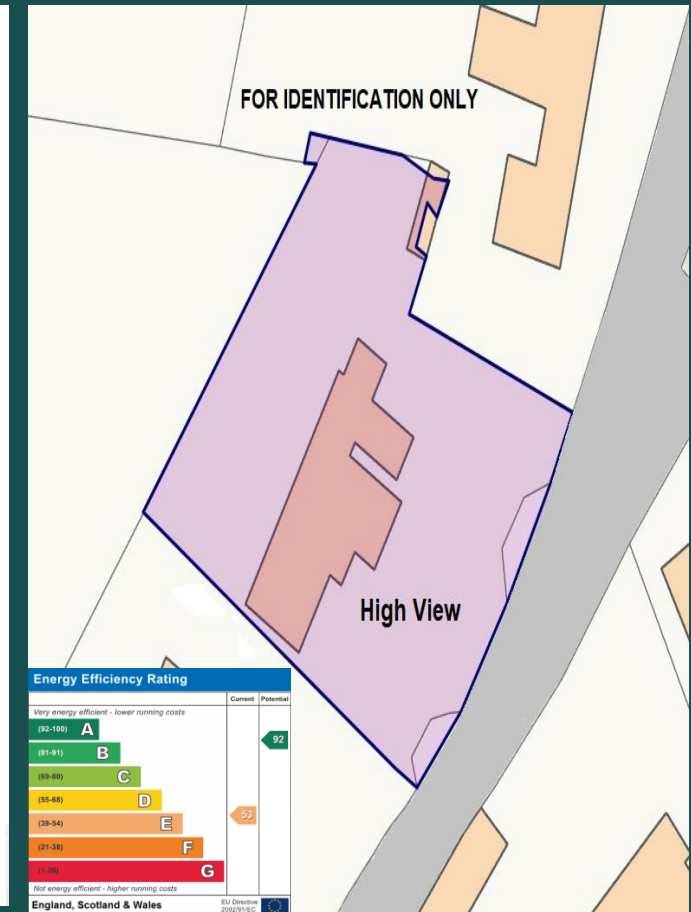 FOR IDENTIFICATION ONLY
High View
Energy Efficiency Rating
Current Potential
Very energy efficient - lower running costs
(92-100) A
92
(81-91) B
(69-80) C
(55-68) D
53
(39-54) E
(21-38) F
(1-20) G
Not energy efficient - higher running costs
England, Scotland & Wales
EU Directive
2002/91/EC